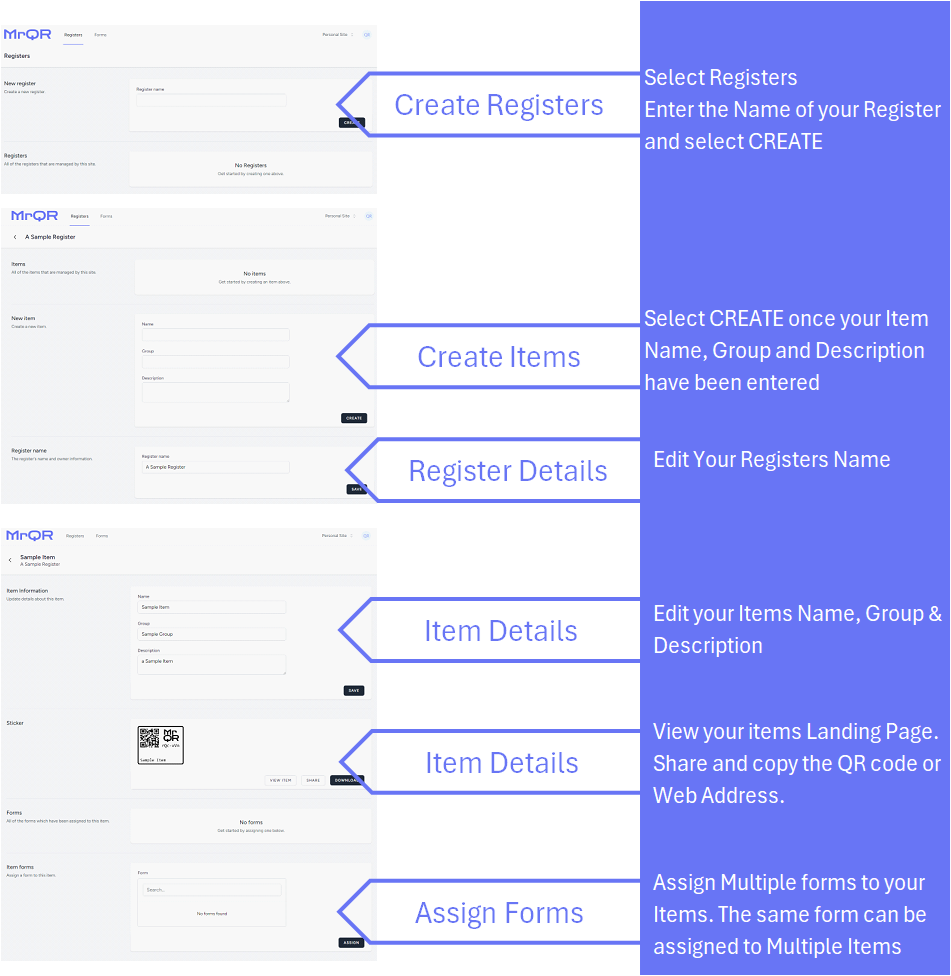 MrQR Registers Forms Personal Site QR
Registers
New register
Create a new register.
Register name
CREATE
Registers
All of the registers that are managed by this site.
No Registers
Get started by creating one above.
Create Registers
Select Registers
Enter the Name of your Register
and select CREATE
MrQR Registers Forms Personal Site QR
A Sample Register
Items
All of the items that are managed by this site.
No items
Get started by creating an item above.
New item
Create a new item.
Name
Group
Description
CREATE
Create Items
Select CREATE once your Item
Name, Group and Description
have been entered
Register name
The register's name and owner information.
Register name
A Sample Register
SAVE
Register Details
Edit Your Registers Name
MrQR Registers Forms Personal Site QR
Sample Item
A Sample Register
Item Information
Update details about this item.
Name
Sample Item
Group
Sample Group
Description
a Sample Item
SAVE
Item Details
Edit your Items Name, Group &
Description
Sticker
MrQR
Sample Item
VIEW ITEM SHARE DOWNLOAD
Item Details
View your items Landing Page.
Share and copy the QR code or
Web Address.
Forms
All of the forms which have been assigned to this item.
No forms
Get started by assigning one below.
Item forms
Assign a form to this item.
Form
Search...
No forms found
ASSIGN
Assign Forms
Assign Multiple forms to your
Items. The same form can be
assigned to Multiple Items